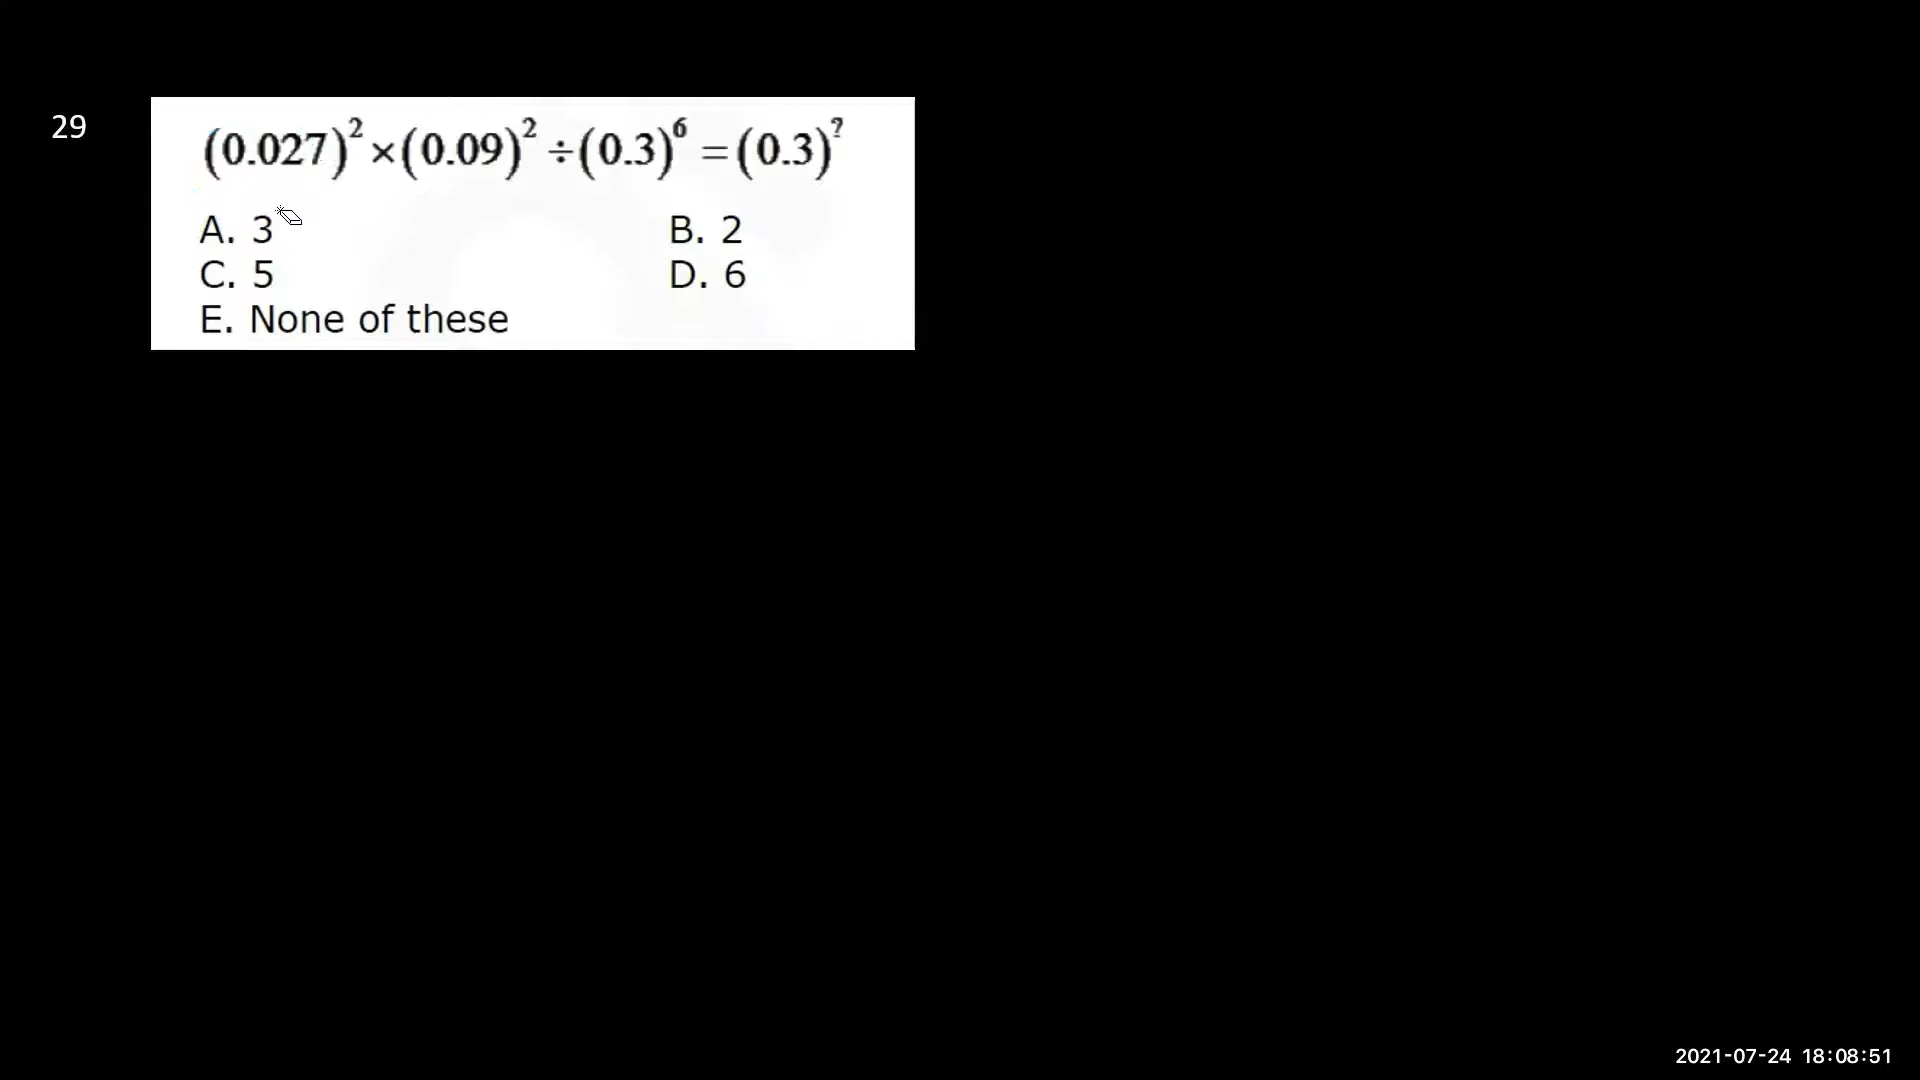 29
(0.027)² × (0.09)² ÷ (0.3)⁶ = (0.3)^?
A. 3 B. 2
C. 5 D. 6
E. None of these
2021-07-24 18:08:51